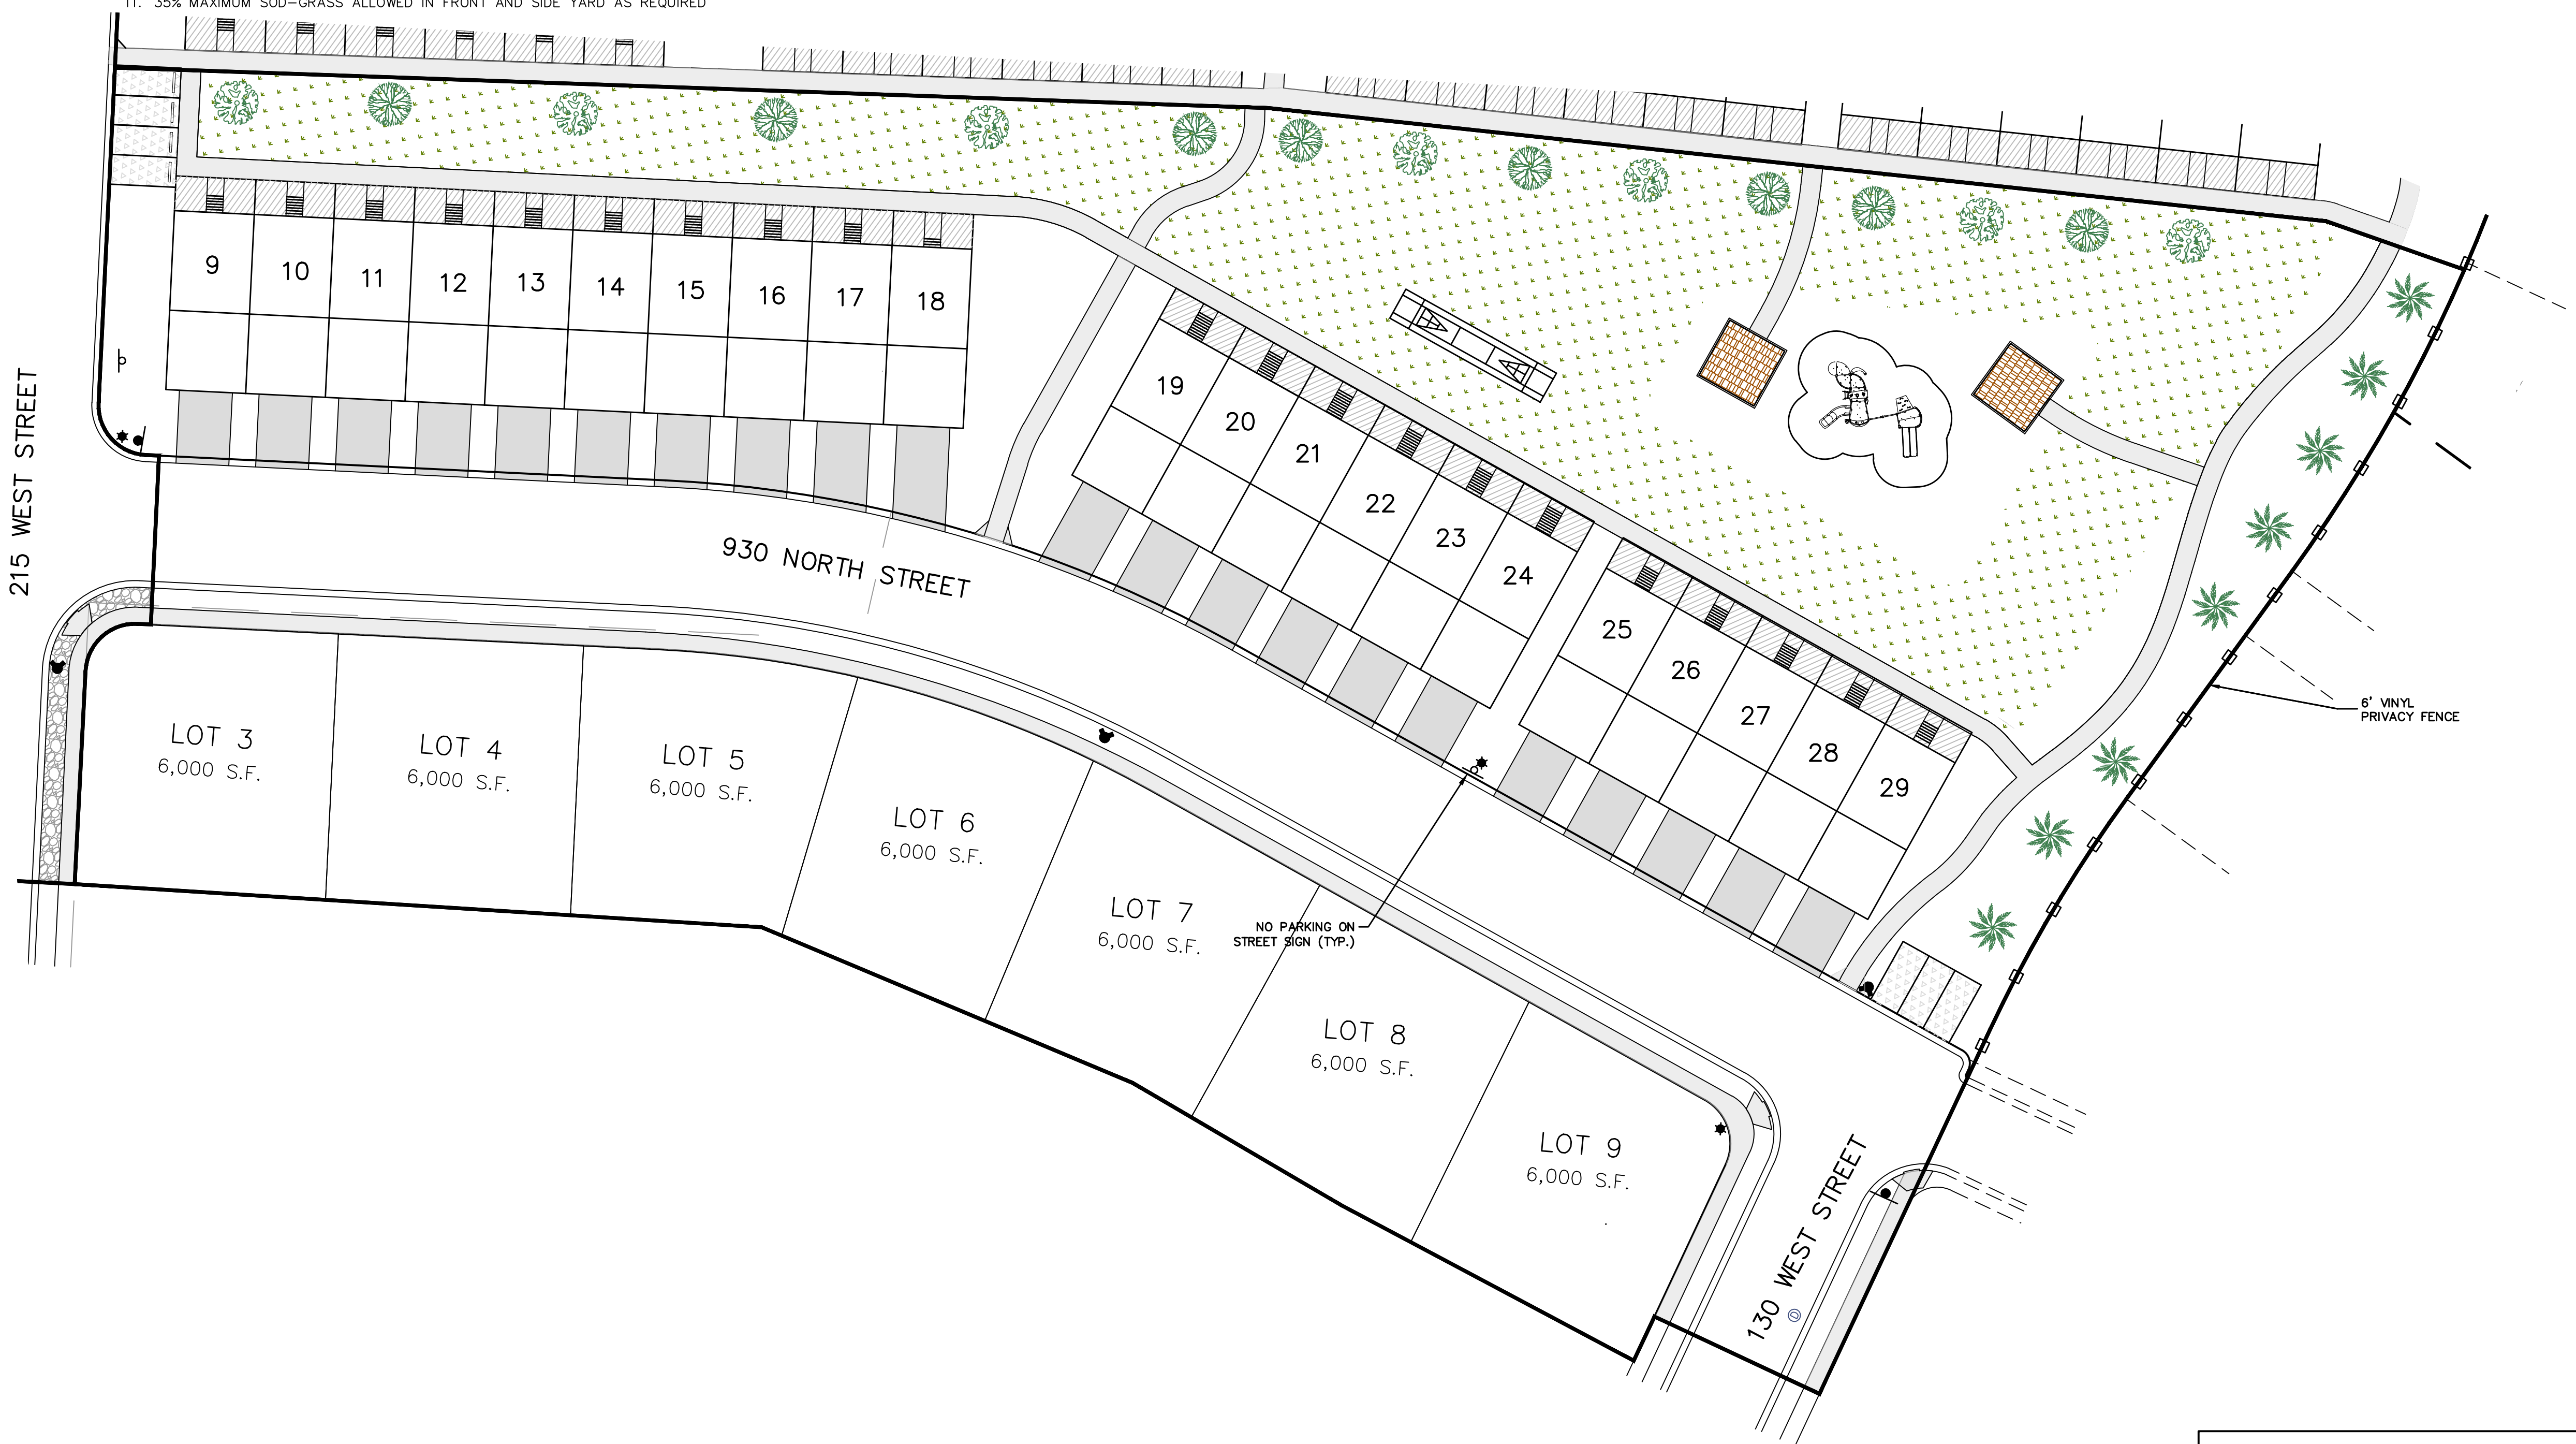 11. 35% MAXIMUM SOD-GRASS ALLOWED IN FRONT AND SIDE YARD AS REQUIRED
9
10
11
12
13
14
15
16
17
18
19
20
21
22
23
24
25
26
27
28
29
215 WEST STREET
930 NORTH STREET
6' VINYL
PRIVACY FENCE
LOT 3
6,000 S.F.
LOT 4
6,000 S.F.
LOT 5
6,000 S.F.
LOT 6
6,000 S.F.
LOT 7
6,000 S.F.
NO PARKING ON
STREET SIGN (TYP.)
LOT 8
6,000 S.F.
LOT 9
6,000 S.F.
130 WEST STREET
D